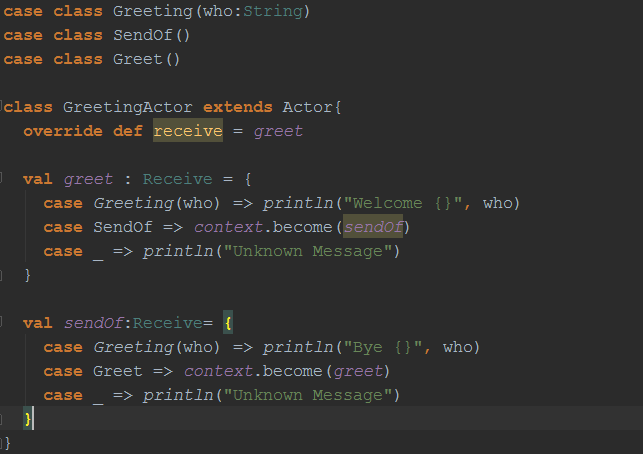 case class Greeting(who:String)
case class SendOf()
case class Greet()
class GreetingActor extends Actor{
override def receive = greet
val greet : Receive = {
case Greeting(who) => println("Welcome {}", who)
case SendOf => context.become(sendOf)
case _ => println("Unknown Message")
}
val sendOf:Receive= {
case Greeting(who) => println("Bye {}", who)
case Greet => context.become(greet)
case _ => println("Unknown Message")
}
}